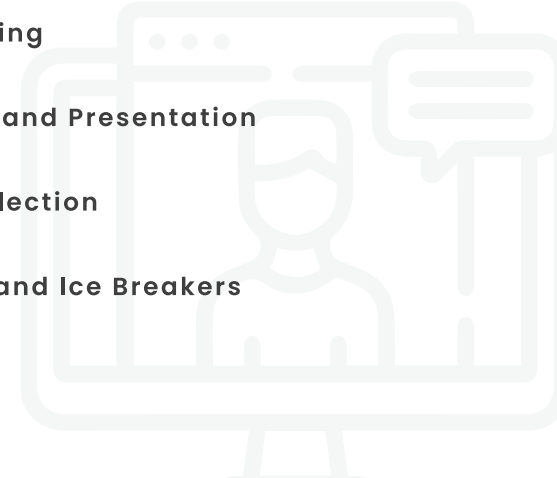 ing
and Presentation
lection
and Ice Breakers